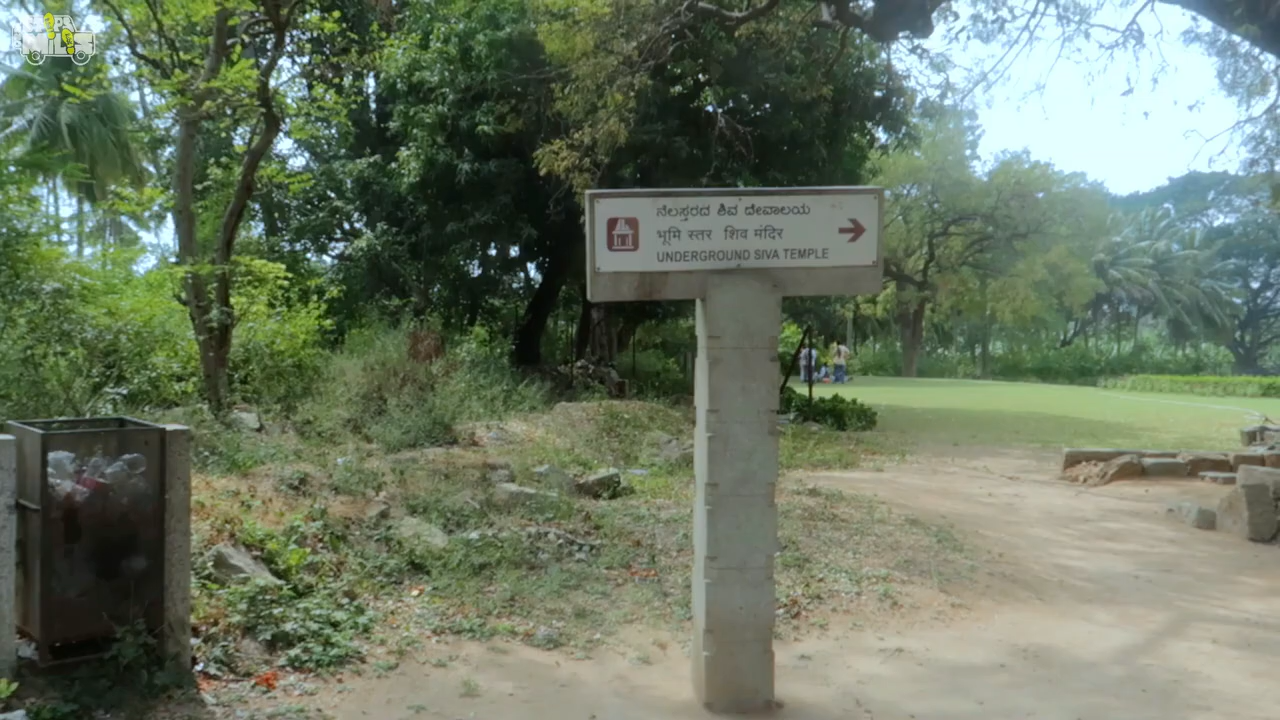 ನೆಲಸ್ತರದ ಶಿವ ದೇವಾಲಯ
भूमि स्तर शिव मंदिर
UNDERGROUND SIVA TEMPLE